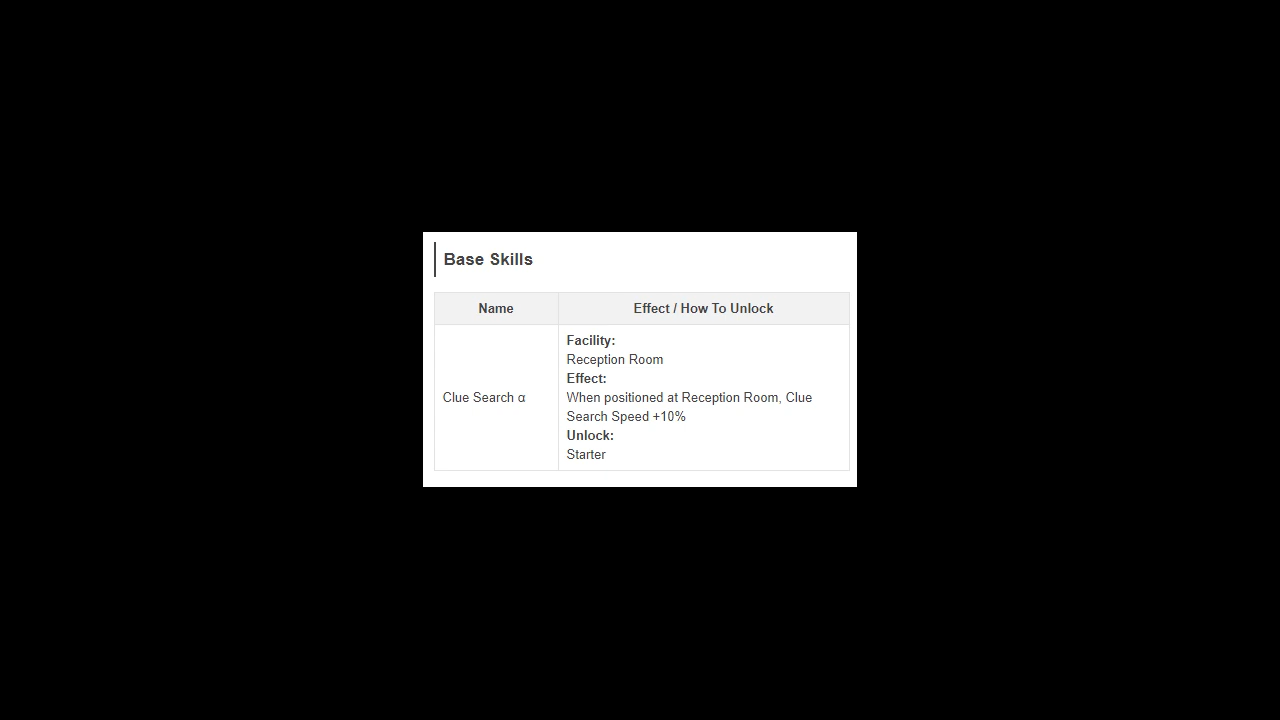 Base Skills
Name
Effect / How To Unlock
Clue Search α
Facility:
Reception Room
Effect:
When positioned at Reception Room, Clue
Search Speed +10%
Unlock:
Starter